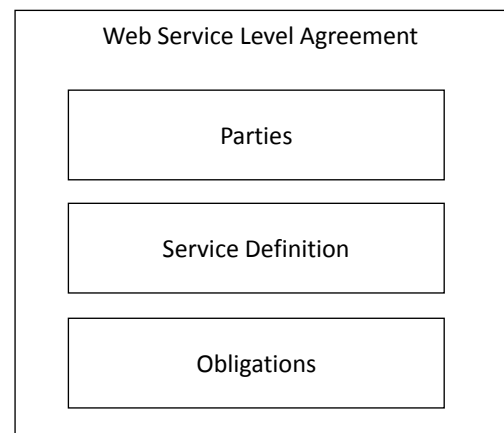 Web Service Level Agreement
Parties
Service Definition
Obligations